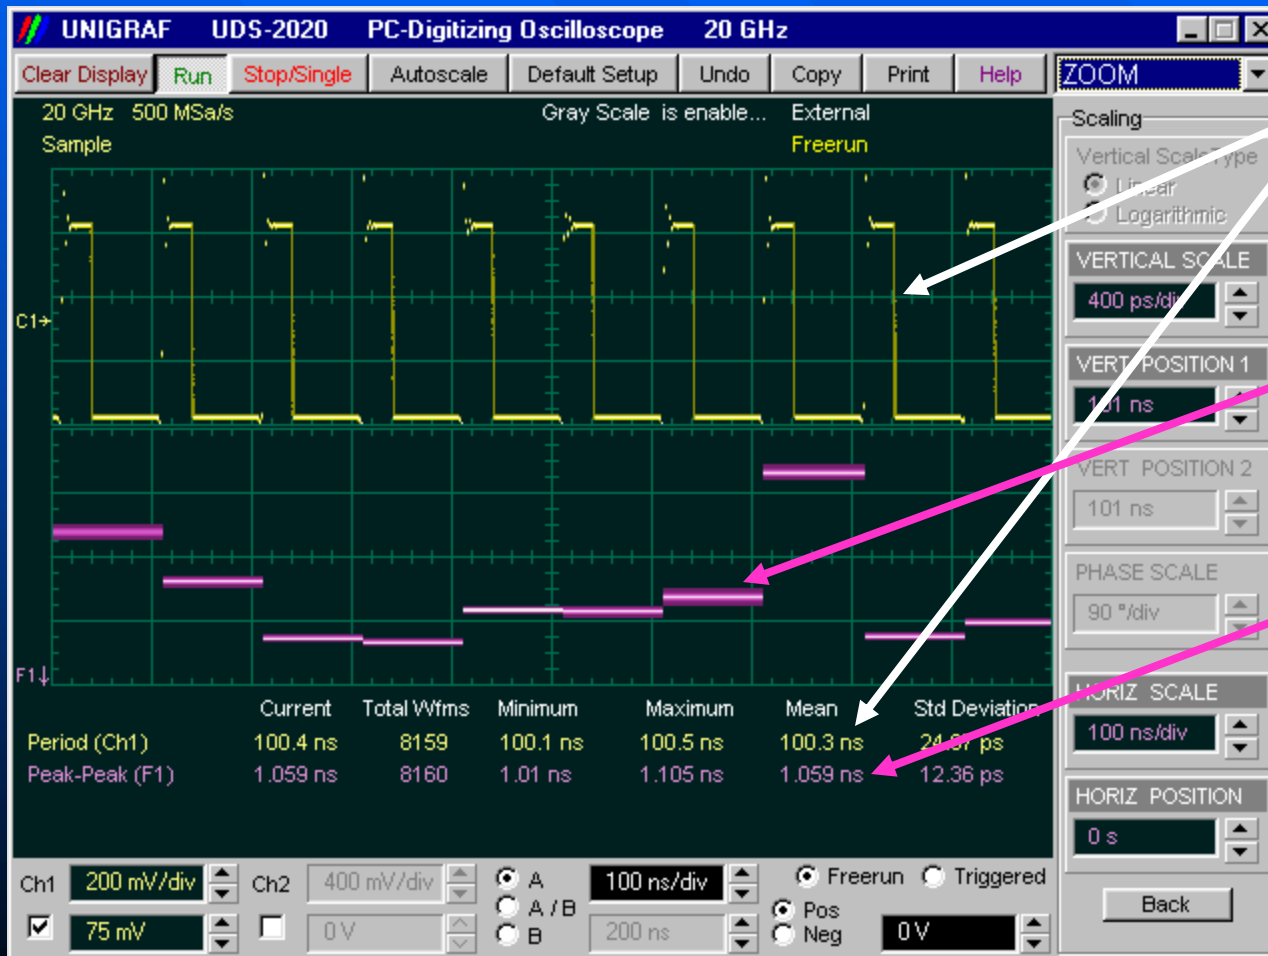 UNIGRAF UDS-2020 PC-Digitizing Oscilloscope 20 GHz
Clear Display Run Stop/Single Autoscale Default Setup Undo Copy Print Help ZOOM
20 GHz 500 MSa/s Gray Scale is enable... External
Sample Freerun
Scaling
Vertical Scale Type
Linear
Logarithmic
VERTICAL SCALE
400 ps/div
C1
VERT POSITION 1
101 ns
VERT POSITION 2
101 ns
PHASE SCALE
90 °/div
F1
HORIZ SCALE
100 ns/div
HORIZ POSITION
0 s
Back
Current Total Wfms Minimum Maximum Mean Std Deviation
Period (Ch1) 100.4 ns 8159 100.1 ns 100.5 ns 100.3 ns ps
Peak-Peak (F1) 1.059 ns 8160 1.01 ns 1.105 ns 1.059 ns 12.36 ps
Ch1 200 mV/div Ch2 400 mV/div A 100 ns/div Freerun Triggered
A / B Pos
75 mV 0 V B 200 ns Neg 0 V